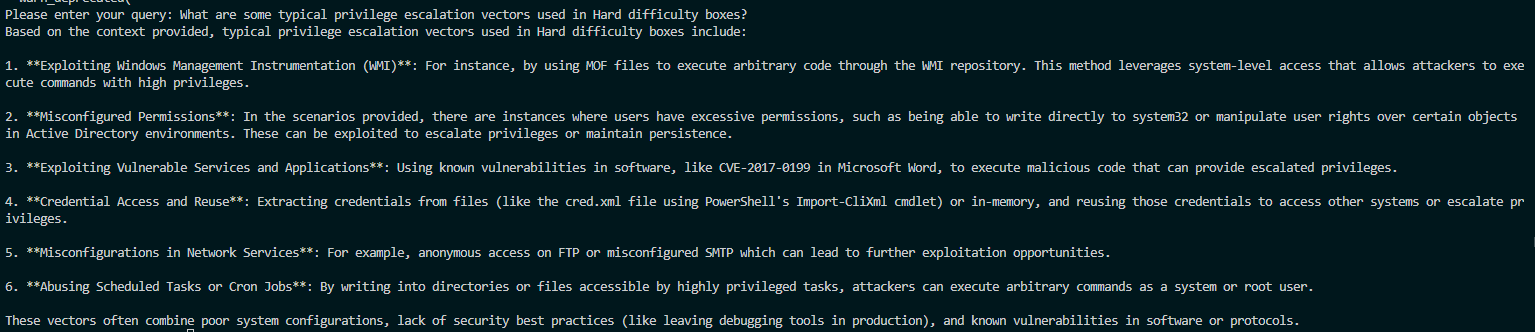 warn_deprecated(
Please enter your query: What are some typical privilege escalation vectors used in Hard difficulty boxes?
Based on the context provided, typical privilege escalation vectors used in Hard difficulty boxes include:
1. **Exploiting Windows Management Instrumentation (WMI)**: For instance, by using MOF files to execute arbitrary code through the WMI repository. This method leverages system-level access that allows attackers to exe
cute commands with high privileges.
2. **Misconfigured Permissions**: In the scenarios provided, there are instances where users have excessive permissions, such as being able to write directly to system32 or manipulate user rights over certain objects
in Active Directory environments. These can be exploited to escalate privileges or maintain persistence.
3. **Exploiting Vulnerable Services and Applications**: Using known vulnerabilities in software, like CVE-2017-0199 in Microsoft Word, to execute malicious code that can provide escalated privileges.
4. **Credential Access and Reuse**: Extracting credentials from files (like the cred.xml file using PowerShell's Import-CliXml cmdlet) or in-memory, and reusing those credentials to access other systems or escalate pr
ivileges.
5. **Misconfigurations in Network Services**: For example, anonymous access on FTP or misconfigured SMTP which can lead to further exploitation opportunities.
6. **Abusing Scheduled Tasks or Cron Jobs**: By writing into directories or files accessible by highly privileged tasks, attackers can execute arbitrary commands as a system or root user.
These vectors often combine poor system configurations, lack of security best practices (like leaving debugging tools in production), and known vulnerabilities in software or protocols.